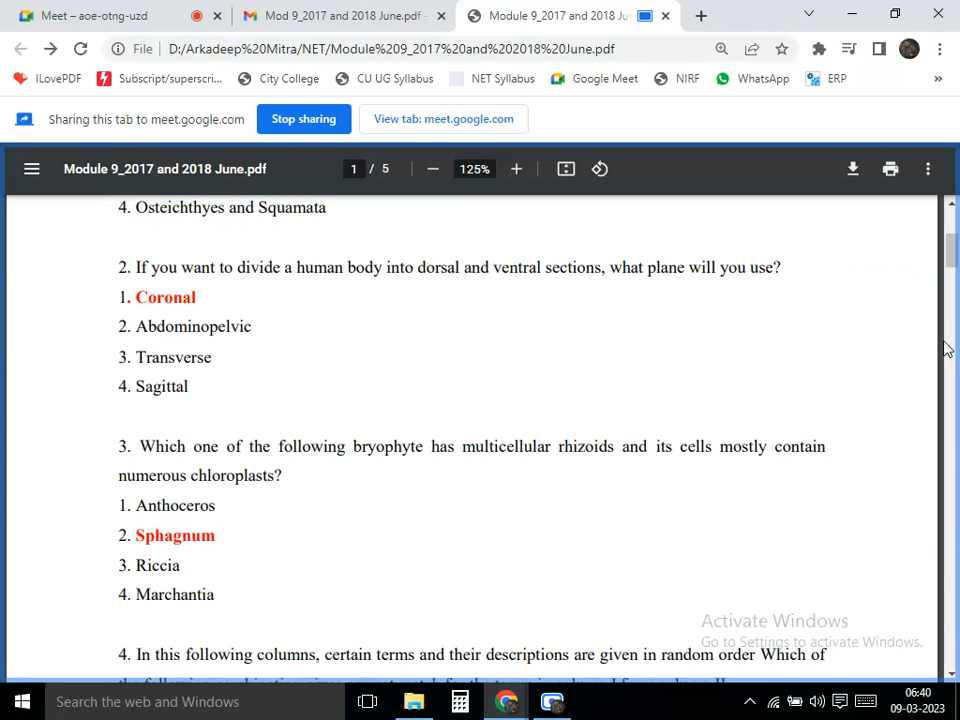 Meet – aoe-otng-uzd
Mod 9_2017 and 2018 June.pdf -
Module 9_2017 and 2018 Ju
File
D:/Arkadeep%20Mitra/NET/Module%209_2017%20and%202018%20June.pdf
ILovePDF
Subscript/superscri...
City College
CU UG Syllabus
NET Syllabus
Google Meet
NIRF
WhatsApp
ERP
»
Sharing this tab to meet.google.com
Stop sharing
View tab: meet.google.com
Module 9_2017 and 2018 June.pdf
1 / 5
125%
4. Osteichthyes and Squamata
2. If you want to divide a human body into dorsal and ventral sections, what plane will you use?
1. Coronal
2. Abdominopelvic
3. Transverse
4. Sagittal
3. Which one of the following bryophyte has multicellular rhizoids and its cells mostly contain
numerous chloroplasts?
1. Anthoceros
2. Sphagnum
3. Riccia
4. Marchantia
Activate Windows
Go to Settings to activate Windows.
4. In this following columns, certain terms and their descriptions are given in random order Which of
Search the web and Windows
06:40
09-03-2023